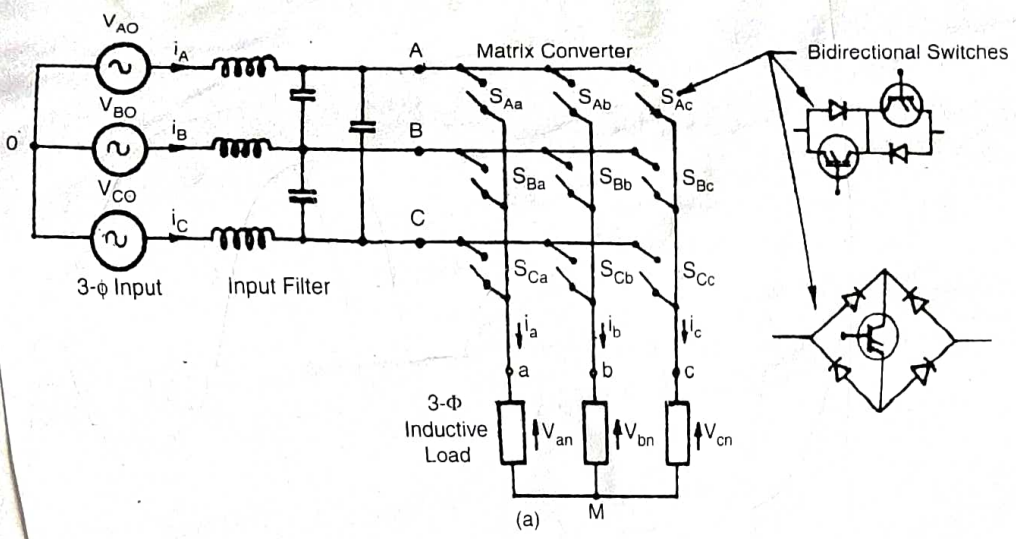 V_AO
i_A
A
Matrix Converter
Bidirectional Switches
S_Aa
S_Ab
S_Ac
V_BO
i_B
B
0
S_Ba
S_Bb
S_Bc
V_CO
i_C
C
S_Ca
S_Cb
S_Cc
3-ϕ Input
Input Filter
i_a
i_b
i_c
a
b
c
3-Φ
Inductive
Load
V_an
V_bn
V_cn
M
(a)